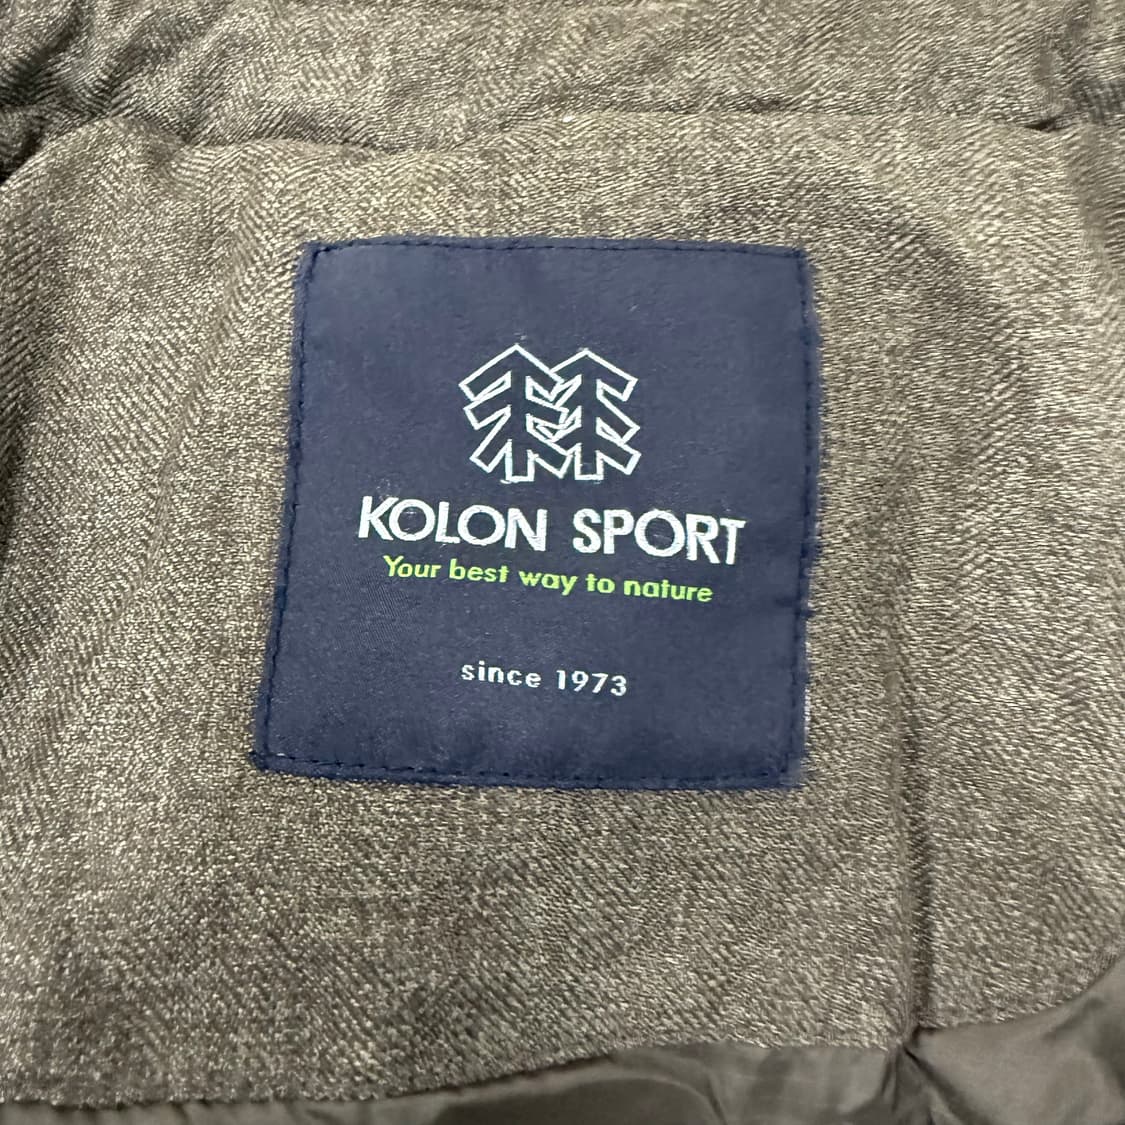 KOLON SPORT
Your best way to nature
since 1973